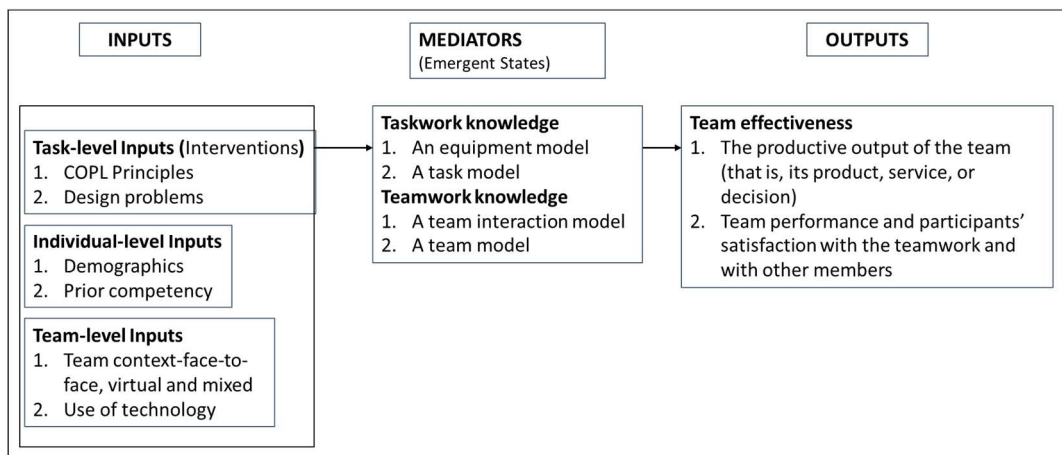 INPUTS
MEDIATORS
(Emergent States)
OUTPUTS
Task-level Inputs (Interventions)
1. COPL Principles
2. Design problems
Individual-level Inputs
1. Demographics
2. Prior competency
Team-level Inputs
1. Team context-face-to-
face, virtual and mixed
2. Use of technology
Taskwork knowledge
1. An equipment model
2. A task model
Teamwork knowledge
1. A team interaction model
2. A team model
Team effectiveness
1. The productive output of the team
(that is, its product, service, or
decision)
2. Team performance and participants’
satisfaction with the teamwork and
with other members